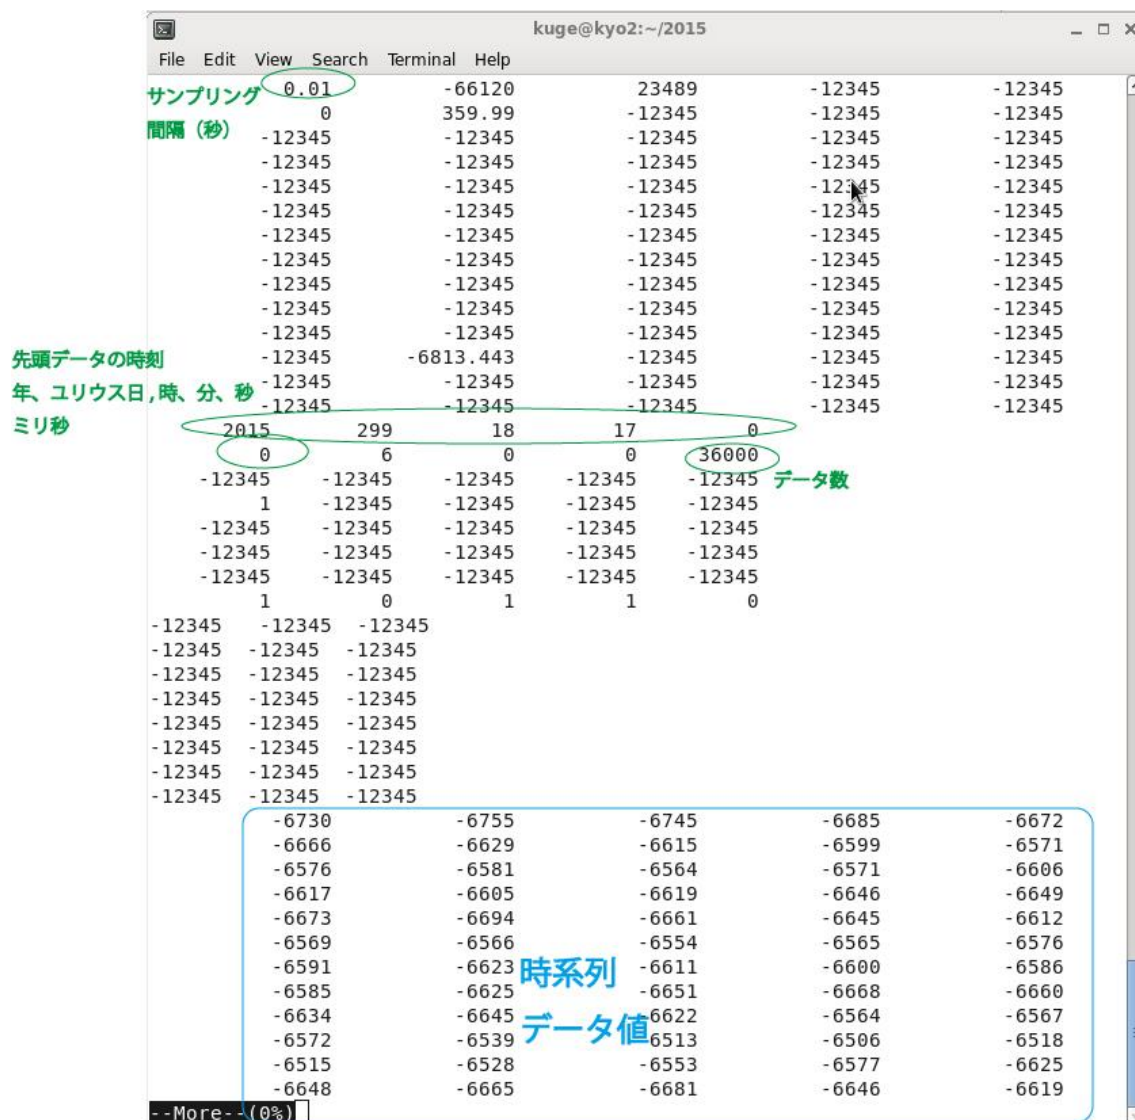 kuge@kyo2:~/2015
File Edit View Search Terminal Help
サンプリング
間隔（秒）
0.01 -66120 23489 -12345 -12345
0 359.99 -12345 -12345 -12345
-12345 -12345 -12345 -12345 -12345
-12345 -12345 -12345 -12345 -12345
-12345 -12345 -12345 -12345 -12345
-12345 -12345 -12345 -12345 -12345
-12345 -12345 -12345 -12345 -12345
-12345 -12345 -12345 -12345 -12345
-12345 -12345 -12345 -12345 -12345
-12345 -12345 -12345 -12345 -12345
-12345 -12345 -12345 -12345 -12345
先頭データの時刻
年、ユリウス日,時、分、秒
ミリ秒
-12345 -6813.443 -12345 -12345 -12345
-12345 -12345 -12345 -12345 -12345
-12345 -12345 -12345 -12345 -12345
2015 299 18 17 0
0 6 0 0 36000
データ数
-12345 -12345 -12345 -12345 -12345
1 -12345 -12345 -12345 -12345
-12345 -12345 -12345 -12345 -12345
-12345 -12345 -12345 -12345 -12345
-12345 -12345 -12345 -12345 -12345
1 0 1 1 0
-12345 -12345 -12345
-12345 -12345 -12345
-12345 -12345 -12345
-12345 -12345 -12345
-12345 -12345 -12345
-12345 -12345 -12345
-12345 -12345 -12345
-12345 -12345 -12345
-6730 -6755 -6745 -6685 -6672
-6666 -6629 -6615 -6599 -6571
-6576 -6581 -6564 -6571 -6606
-6617 -6605 -6619 -6646 -6649
-6673 -6694 -6661 -6645 -6612
-6569 -6566 -6554 -6565 -6576
-6591 -6623 -6611 -6600 -6586
-6585 -6625 -6651 -6668 -6660
-6634 -6645 -6622 -6564 -6567
-6572 -6539 -6513 -6506 -6518
-6515 -6528 -6553 -6577 -6625
-6648 -6665 -6681 -6646 -6619
時系列
データ値
--More--(0%)